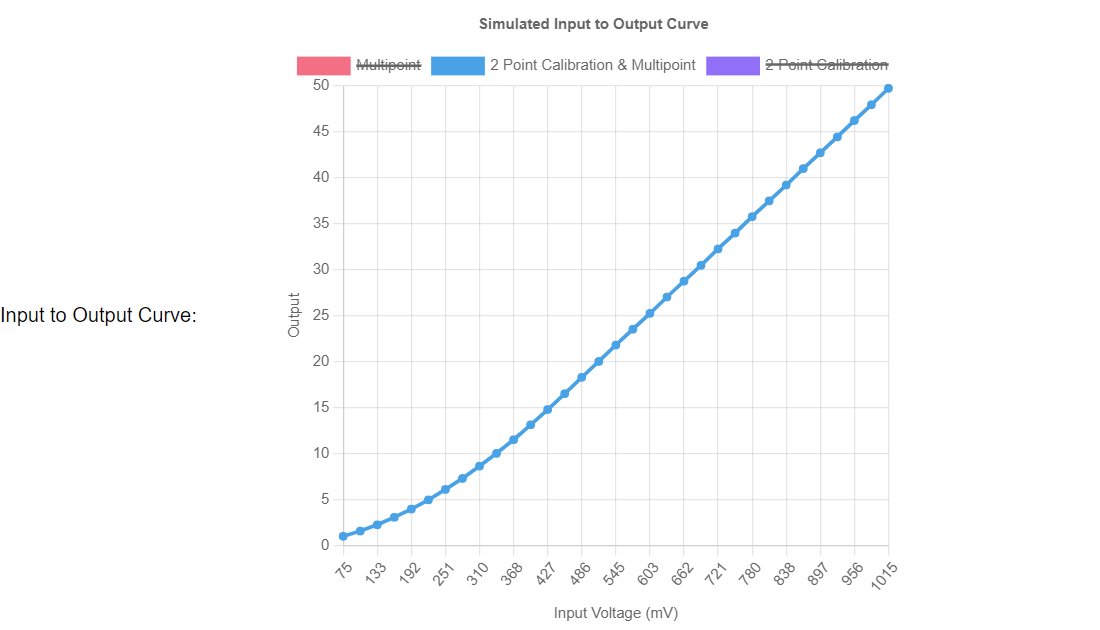 Simulated Input to Output Curve
Multipoint 2 Point Calibration & Multipoint 2 Point Calibration
50
45
40
35
30
25
20
15
10
5
0
Output
Input to Output Curve:
75 133 192 251 310 368 427 486 545 603 662 721 780 838 897 956 1015
Input Voltage (mV)